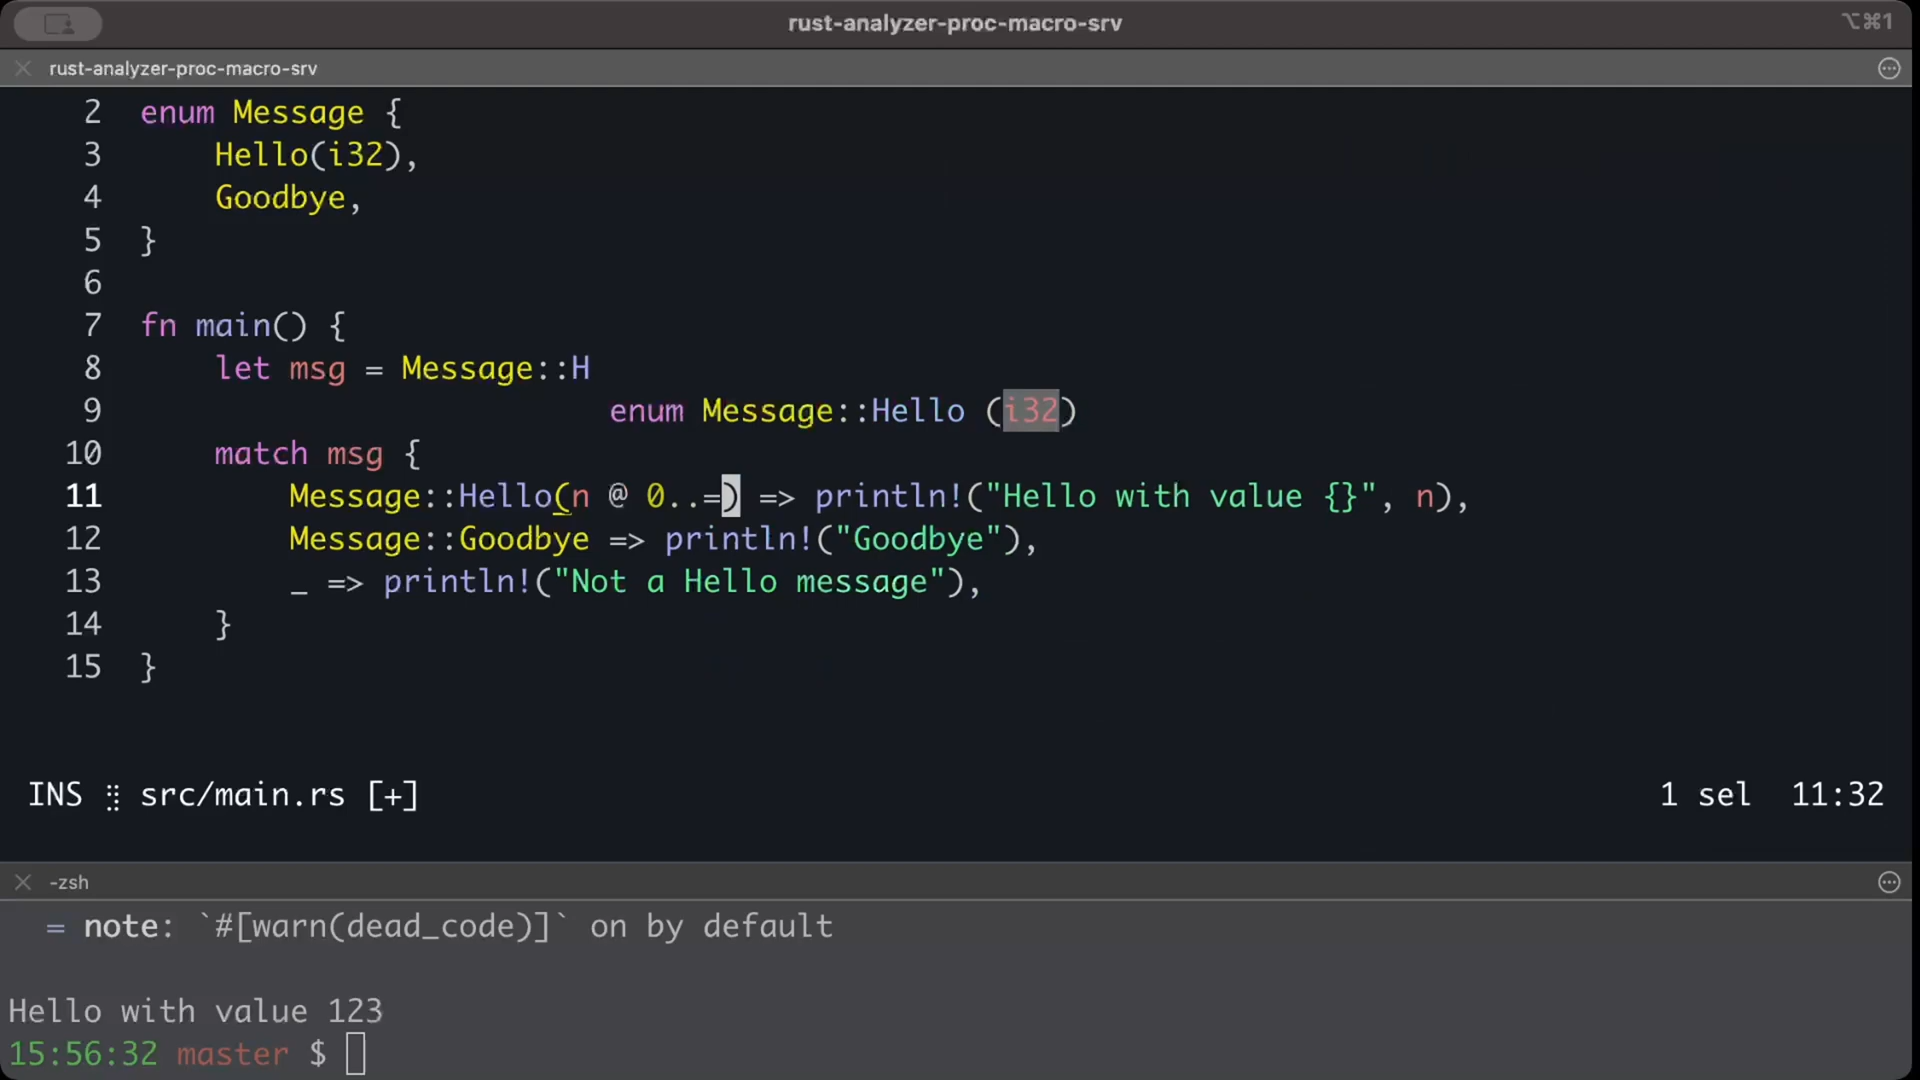 rust-analyzer-proc-macro-srv
⌥⌘1
rust-analyzer-proc-macro-srv
2 enum Message {
3     Hello(i32),
4     Goodbye,
5 }
6
7 fn main() {
8     let msg = Message::H
9                          enum Message::Hello (i32)
10     match msg {
11         Message::Hello(n @ 0..=) => println!("Hello with value {}", n),
12         Message::Goodbye => println!("Goodbye"),
13         _ => println!("Not a Hello message"),
14     }
15 }
INS ⣿ src/main.rs [+] 1 sel 11:32
-zsh
= note: `#[warn(dead_code)]` on by default
Hello with value 123
15:56:32 master $